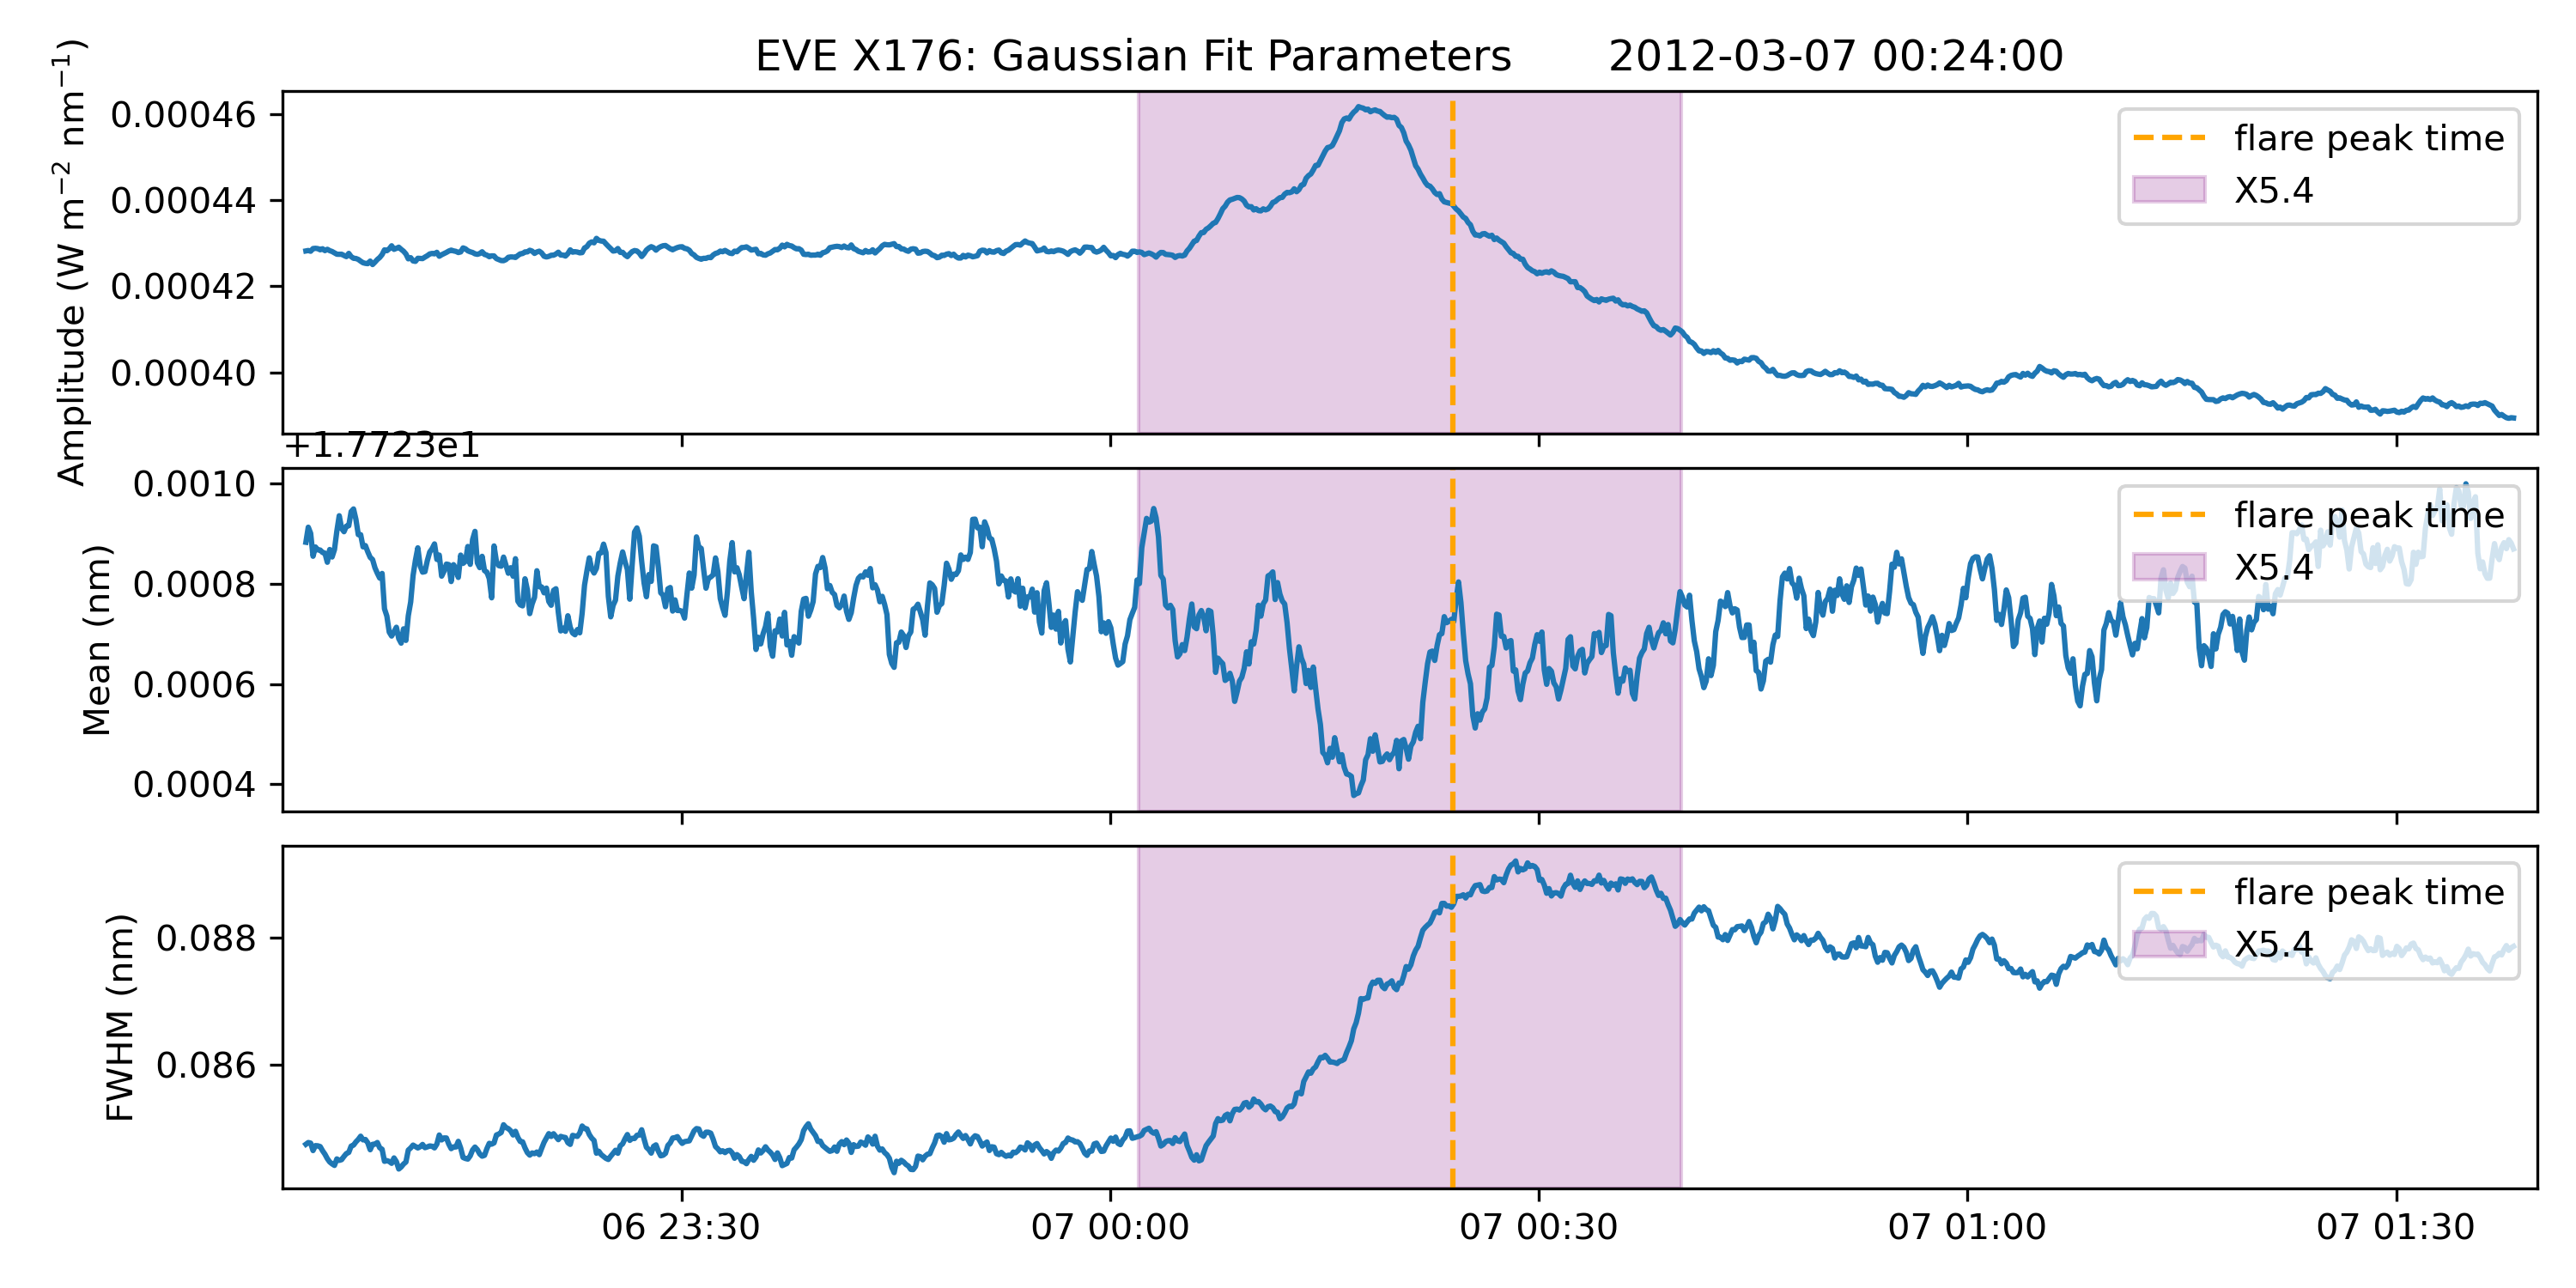 EVE X176: Gaussian Fit Parameters 2012-03-07 00:24:00
Amplitude (W m⁻² nm⁻¹)
0.00046
0.00044
0.00042
0.00040
flare peak time
X5.4
+1.7723e1
Mean (nm)
0.0010
0.0008
0.0006
0.0004
flare peak time
X5.4
FWHM (nm)
0.088
0.086
flare peak time
X5.4
06 23:30 07 00:00 07 00:30 07 01:00 07 01:30